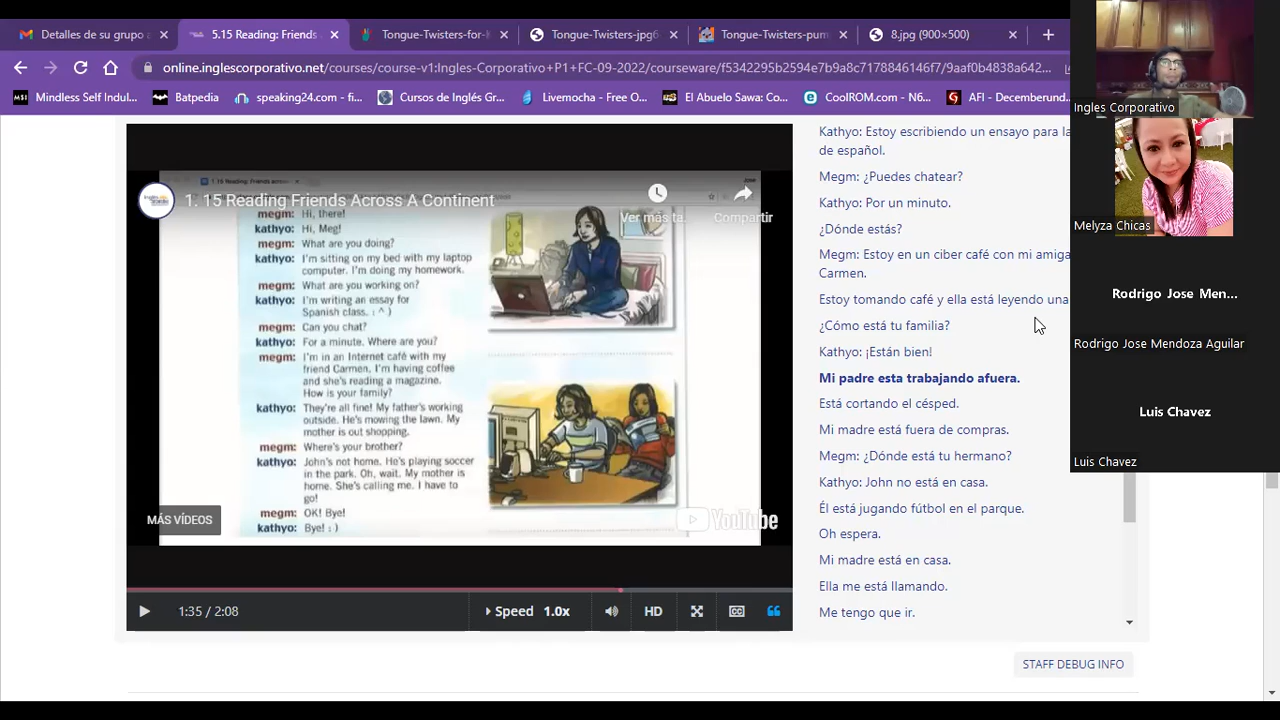 Detalles de su grupo
5.15 Reading: Friends
Tongue-Twisters-for-
Tongue-Twisters-jpg6
Tongue-Twisters-pum
8.jpg (900×500)
online.inglescorporativo.net/courses/course-v1:InglesCorporativo+P1+FC-09-2022/courseware/f5342295b2594e7b9a8c7178846146f7/9aaf0b4838a642...
Mindless Self Indul...
Batpedia
speaking24.com - fi...
Cursos de Inglés Gr...
Livemocha - Free O...
El Abuelo Sawa: Co...
CoolROM.com - N6...
AFI - Decemberund...
1. 15 Reading Friends Across A Continent
Ver más ta...
Compartir
megm: Hi, there!
kathyo: Hi, Meg!
megm: What are you doing?
kathyo: I'm sitting on my bed with my laptop
computer. I'm doing my homework.
megm: What are you working on?
kathyo: I'm writing an essay for
Spanish class. : ^ )
megm: Can you chat?
kathyo: For a minute. Where are you?
megm: I'm in an Internet café with my
friend Carmen. I'm having coffee
and she's reading a magazine.
How is your family?
kathyo: They're all fine! My father's working
outside. He's mowing the lawn. My
mother is out shopping.
megm: Where's your brother?
kathyo: John's not home. He's playing soccer
in the park. Oh, wait. My mother is
home. She's calling me. I have to
go!
megm: OK! Bye!
kathyo: Bye! : )
MÁS VÍDEOS
YouTube
1:35 / 2:08
Speed 1.0x
HD
Kathyo: Estoy escribiendo un ensayo para la
de español.
Megm: ¿Puedes chatear?
Kathyo: Por un minuto.
¿Dónde estás?
Megm: Estoy en un ciber café con mi amiga
Carmen.
Estoy tomando café y ella está leyendo una
¿Cómo está tu familia?
Kathyo: ¡Están bien!
Mi padre esta trabajando afuera.
Está cortando el césped.
Mi madre está fuera de compras.
Megm: ¿Dónde está tu hermano?
Kathyo: John no está en casa.
Él está jugando fútbol en el parque.
Oh espera.
Mi madre está en casa.
Ella me está llamando.
Me tengo que ir.
STAFF DEBUG INFO
Ingles Corporativo
Melyza Chicas
Rodrigo Jose Men...
Rodrigo Jose Mendoza Aguilar
Luis Chavez
Luis Chavez